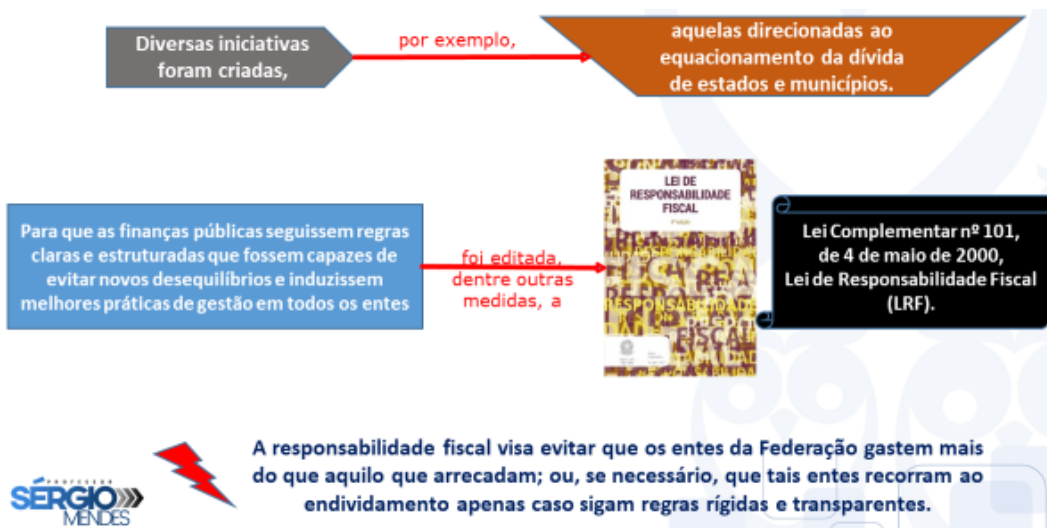 Diversas iniciativas
foram criadas,
por exemplo,
aquelas direcionadas ao
equacionamento da dívida
de estados e municípios.
Para que as finanças públicas seguissem regras
claras e estruturadas que fossem capazes de
evitar novos desequilíbrios e induzissem
melhores práticas de gestão em todos os entes
foi editada,
dentre outras
medidas, a
LEI DE
RESPONSABILIDADE
FISCAL
Lei Complementar nº 101,
de 4 de maio de 2000,
Lei de Responsabilidade Fiscal
(LRF).
A responsabilidade fiscal visa evitar que os entes da Federação gastem mais
do que aquilo que arrecadam; ou, se necessário, que tais entes recorram ao
endividamento apenas caso sigam regras rígidas e transparentes.
PROFESSOR
SÉRGIO
MENDES